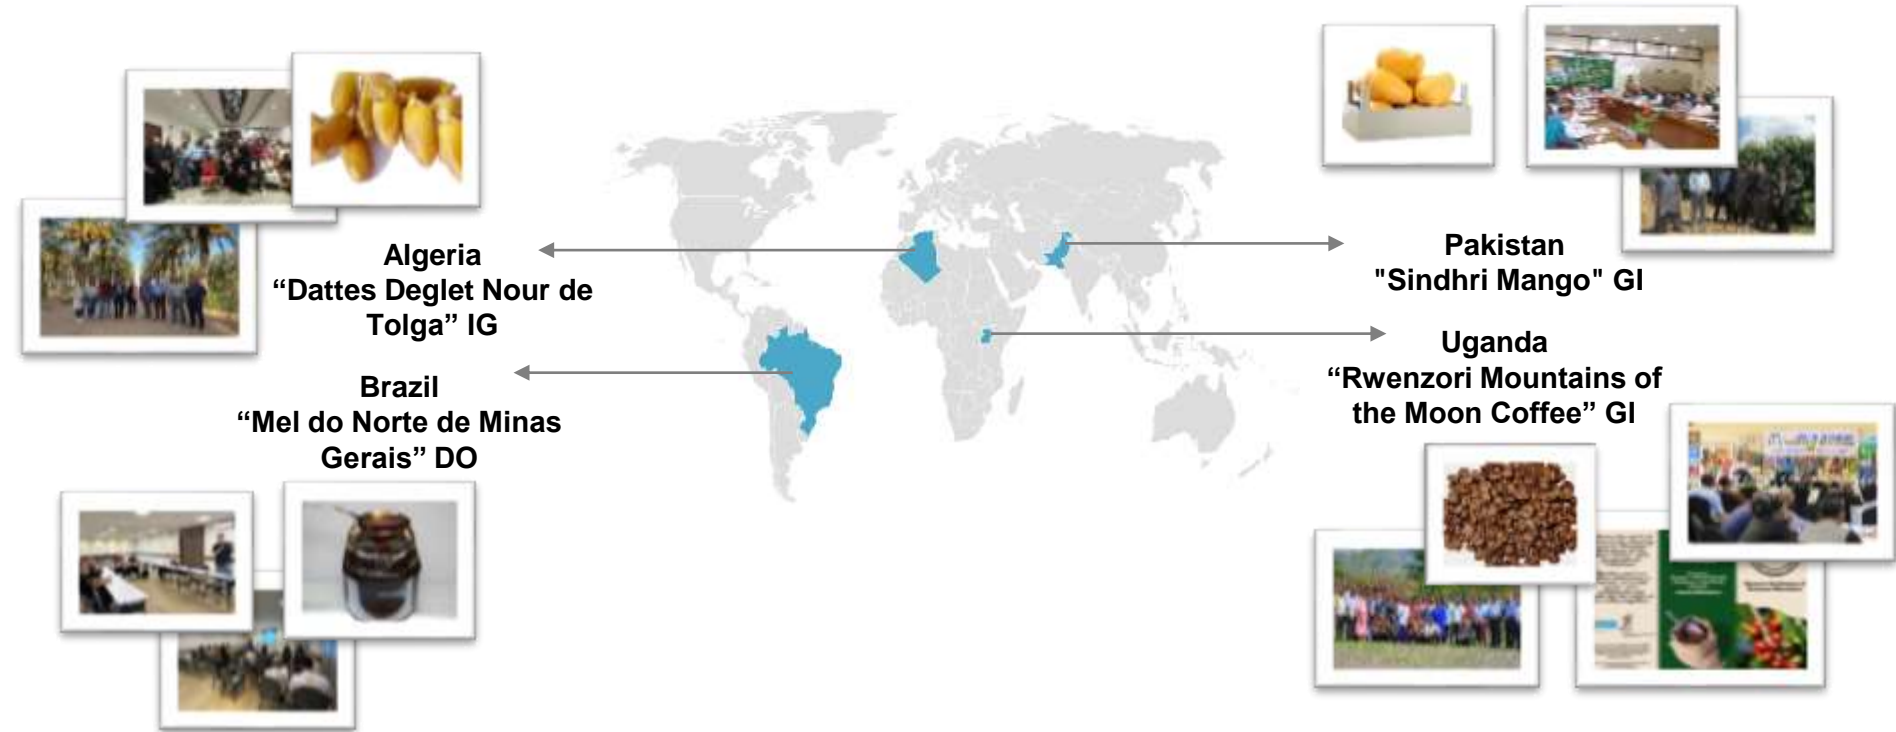 Algeria
“Dattes Deglet Nour de
Tolga” IG
Brazil
“Mel do Norte de Minas
Gerais” DO
Pakistan
"Sindhri Mango" GI
Uganda
“Rwenzori Mountains of
the Moon Coffee” GI